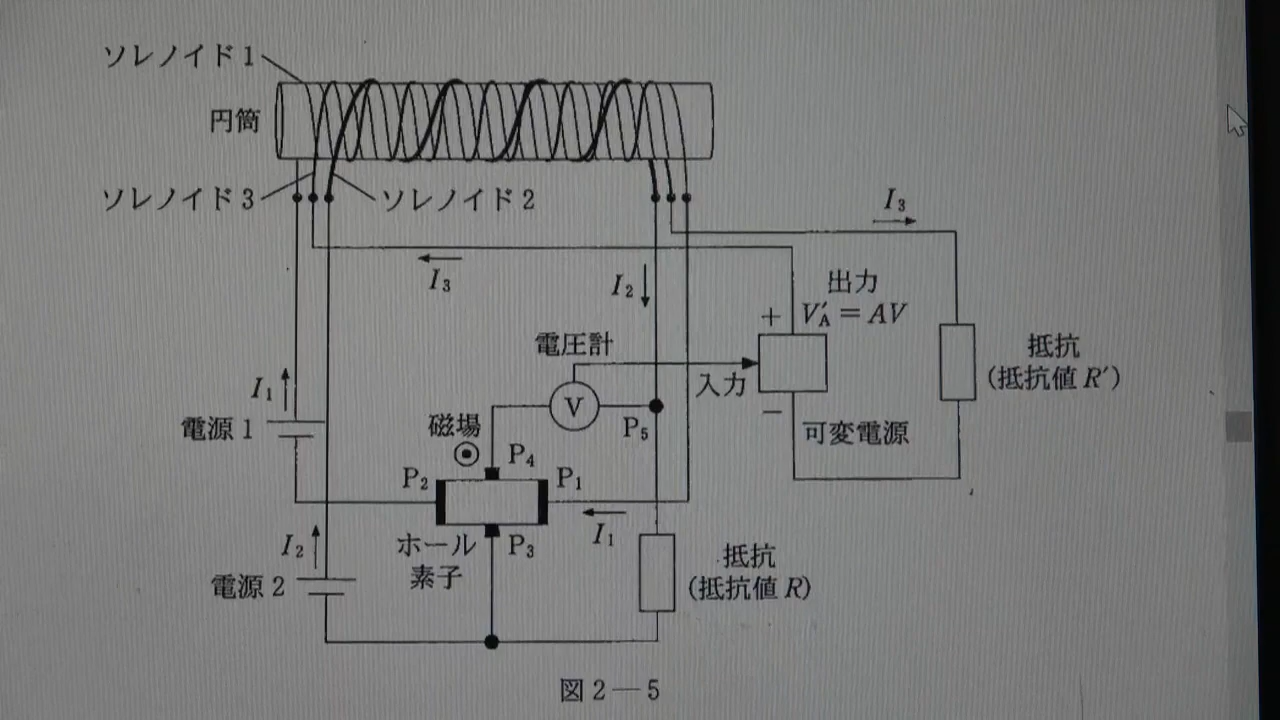 ソレノイド1
円筒
ソレノイド3
ソレノイド2
I₃
I₃
I₂
出力
+ V′_A = AV
電圧計
入力
抵抗
(抵抗値 R′)
I₁
電源1
V
P₅
−
可変電源
磁場
P₄
P₂
P₁
I₁
I₂
ホール
素子
P₃
抵抗
(抵抗値 R)
電源2
図2―5